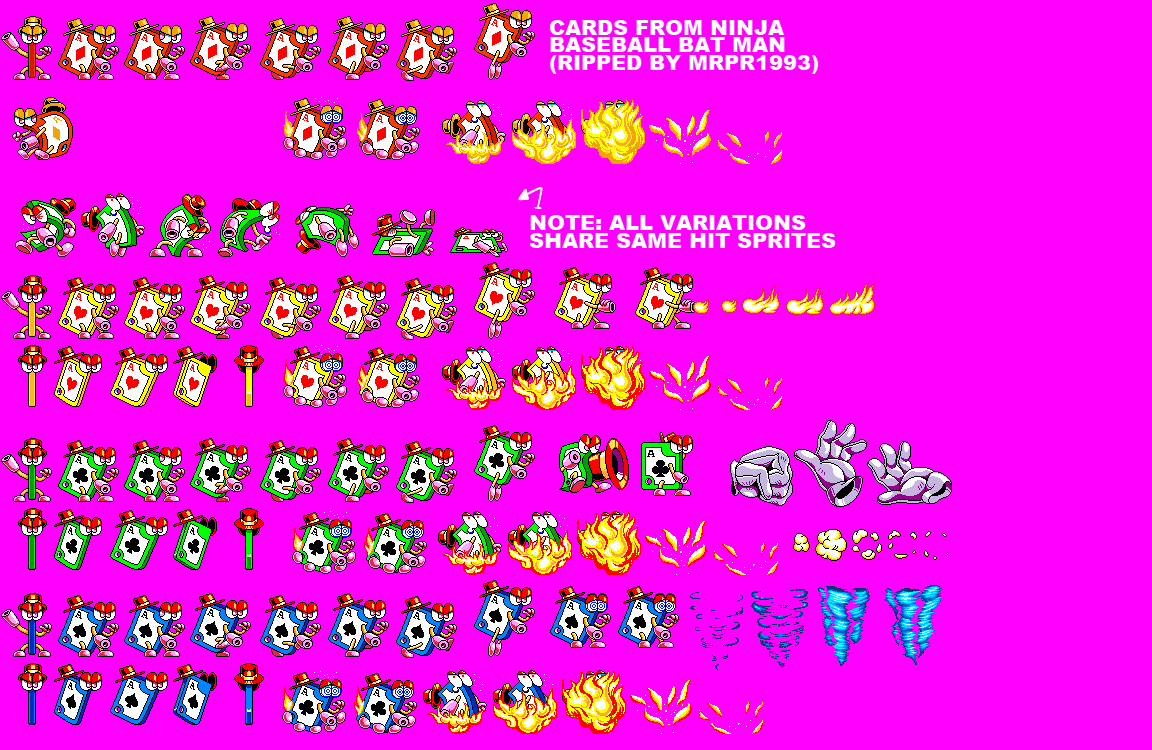 CARDS FROM NINJA
BASEBALL BAT MAN
(RIPPED BY MRPR1993)
NOTE: ALL VARIATIONS
SHARE SAME HIT SPRITES